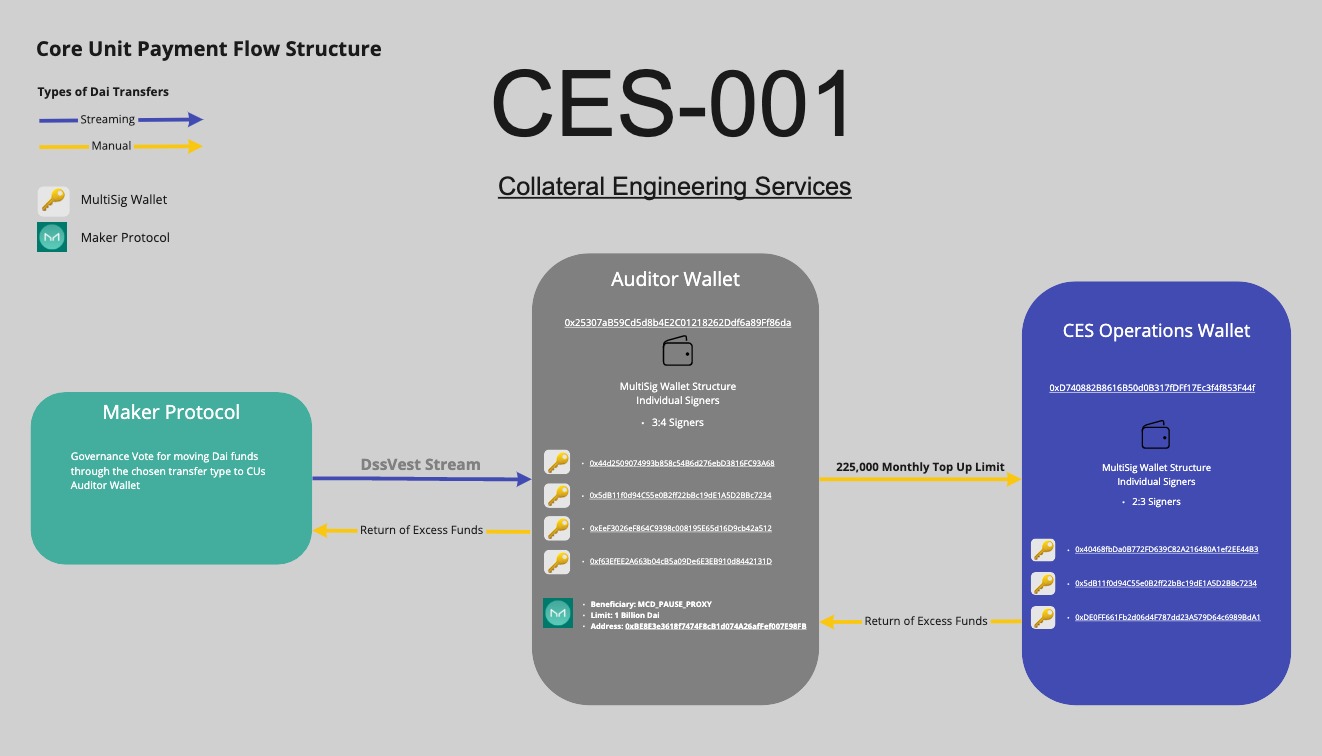 Core Unit Payment Flow Structure
CES-001
Types of Dai Transfers
Streaming
Manual
Collateral Engineering Services
MultiSig Wallet
Maker Protocol
Auditor Wallet
0x25307aB59Cd5d8b4E2C01218262Ddf6a89Ff86da
MultiSig Wallet Structure
Individual Signers
• 3:4 Signers
• 0x44d2509074993b858c54B6d276ebD3816FC93A68
• 0x5dB11f0d94C55e0B2ff22bBc19dE1A5D2BBc7234
• 0xEeF3026eF864C9398c008195E65d16D9cb42a512
• 0xf63EfEE2A663b04cB5a09De6E3EB910d8442131D
• Beneficiary: MCD_PAUSE_PROXY
• Limit: 1 Billion Dai
• Address: 0xBE8E3e3618f7474F8cB1d074A26afFef007E98FB
CES Operations Wallet
0xD740882B8616B50d0B317fDFf17Ec3f4f853F44f
MultiSig Wallet Structure
Individual Signers
• 2:3 Signers
• 0x40468fbDa0B772FD639C82A216480A1ef2EE44B3
• 0x5dB11f0d94C55e0B2ff22bBc19dE1A5D2BBc7234
• 0xDE0FF661Fb2d06d4F787dd23A579D64c6989BdA1
Maker Protocol
Governance Vote for moving Dai funds
through the chosen transfer type to CUs
Auditor Wallet
DssVest Stream
Return of Excess Funds
225,000 Monthly Top Up Limit
Return of Excess Funds